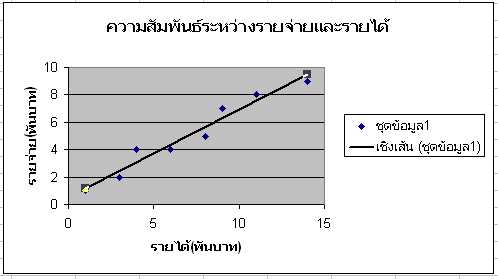 ความสัมพันธ์ระหว่างรายจ่ายและรายได้
รายจ่าย(พันบาท)
10
8
6
4
2
0
0
5
10
15
รายได้(พันบาท)
ชุดข้อมูล1
เชิงเส้น (ชุดข้อมูล1)